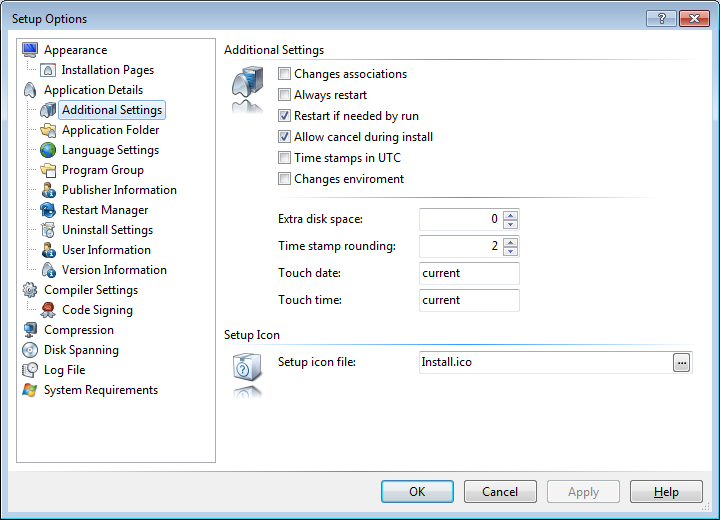 Setup Options
?
Appearance
Installation Pages
Application Details
Additional Settings
Application Folder
Language Settings
Program Group
Publisher Information
Restart Manager
Uninstall Settings
User Information
Version Information
Compiler Settings
Code Signing
Compression
Disk Spanning
Log File
System Requirements
Additional Settings
Changes associations
Always restart
Restart if needed by run
Allow cancel during install
Time stamps in UTC
Changes enviroment
Extra disk space: 0
Time stamp rounding: 2
Touch date: current
Touch time: current
Setup Icon
Setup icon file: Install.ico ...
OK Cancel Apply Help